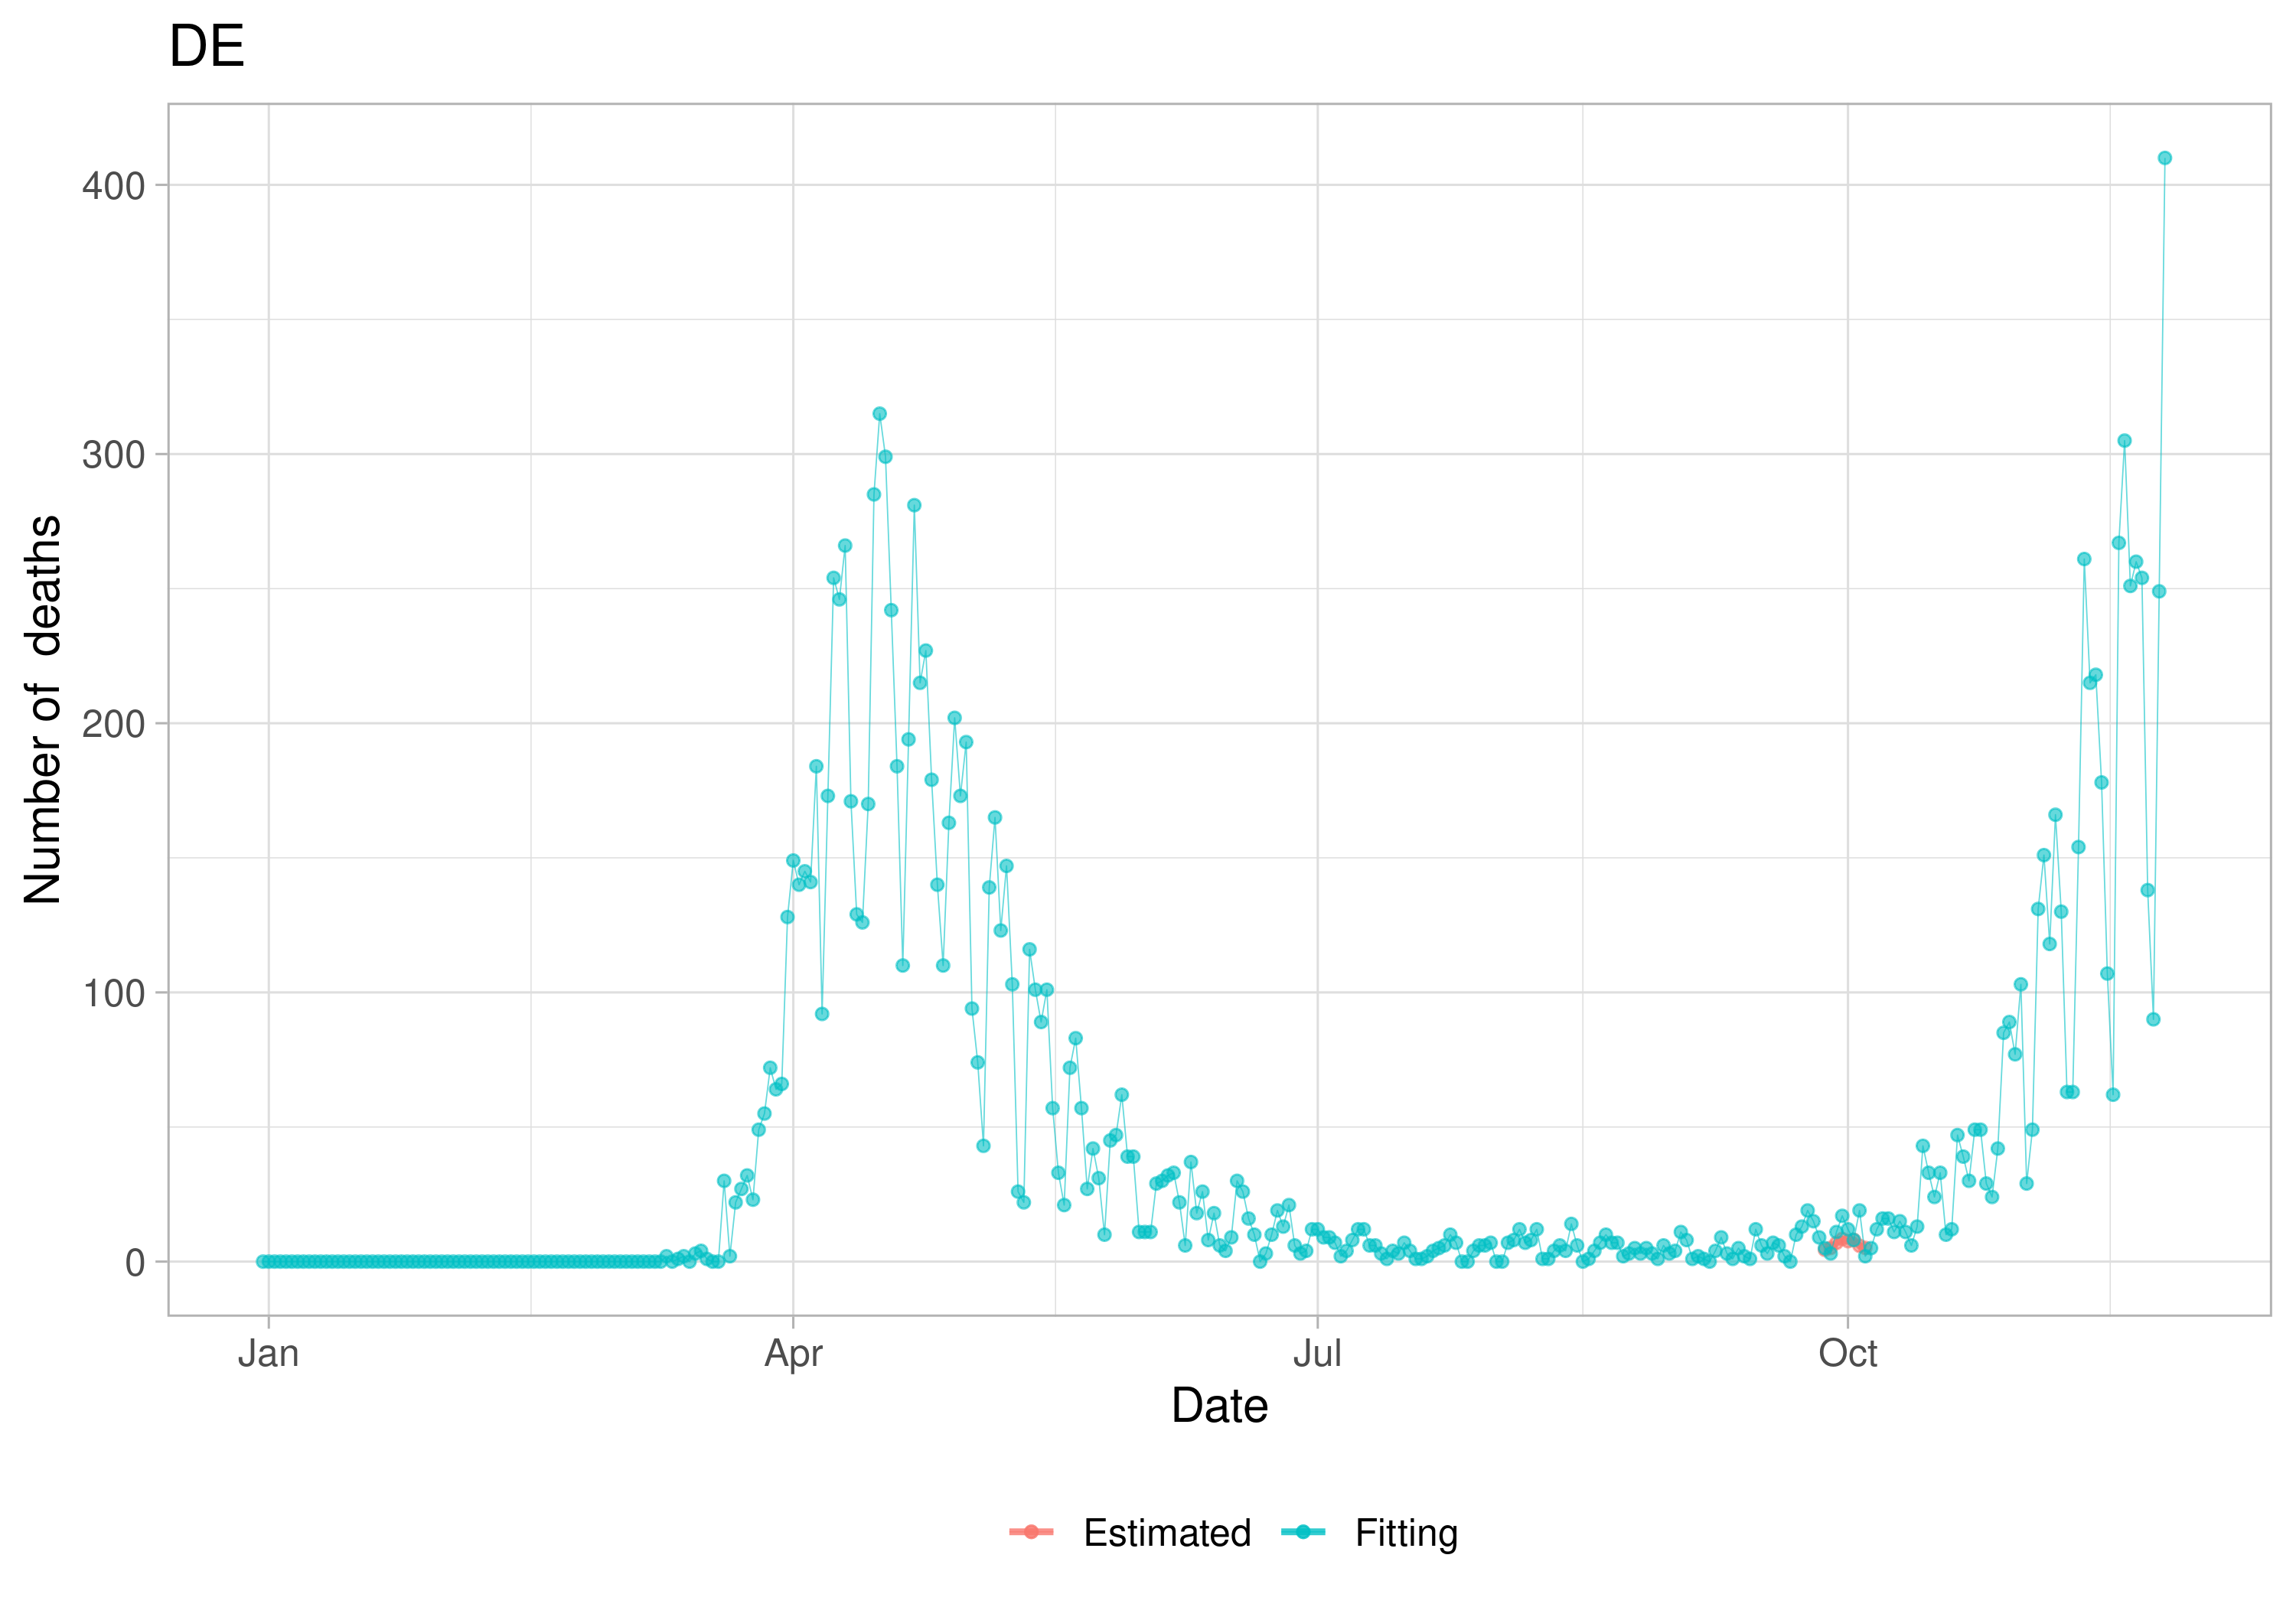 DE
Number of deaths
400
300
200
100
0
Jan Apr Jul Oct
Date
Estimated Fitting